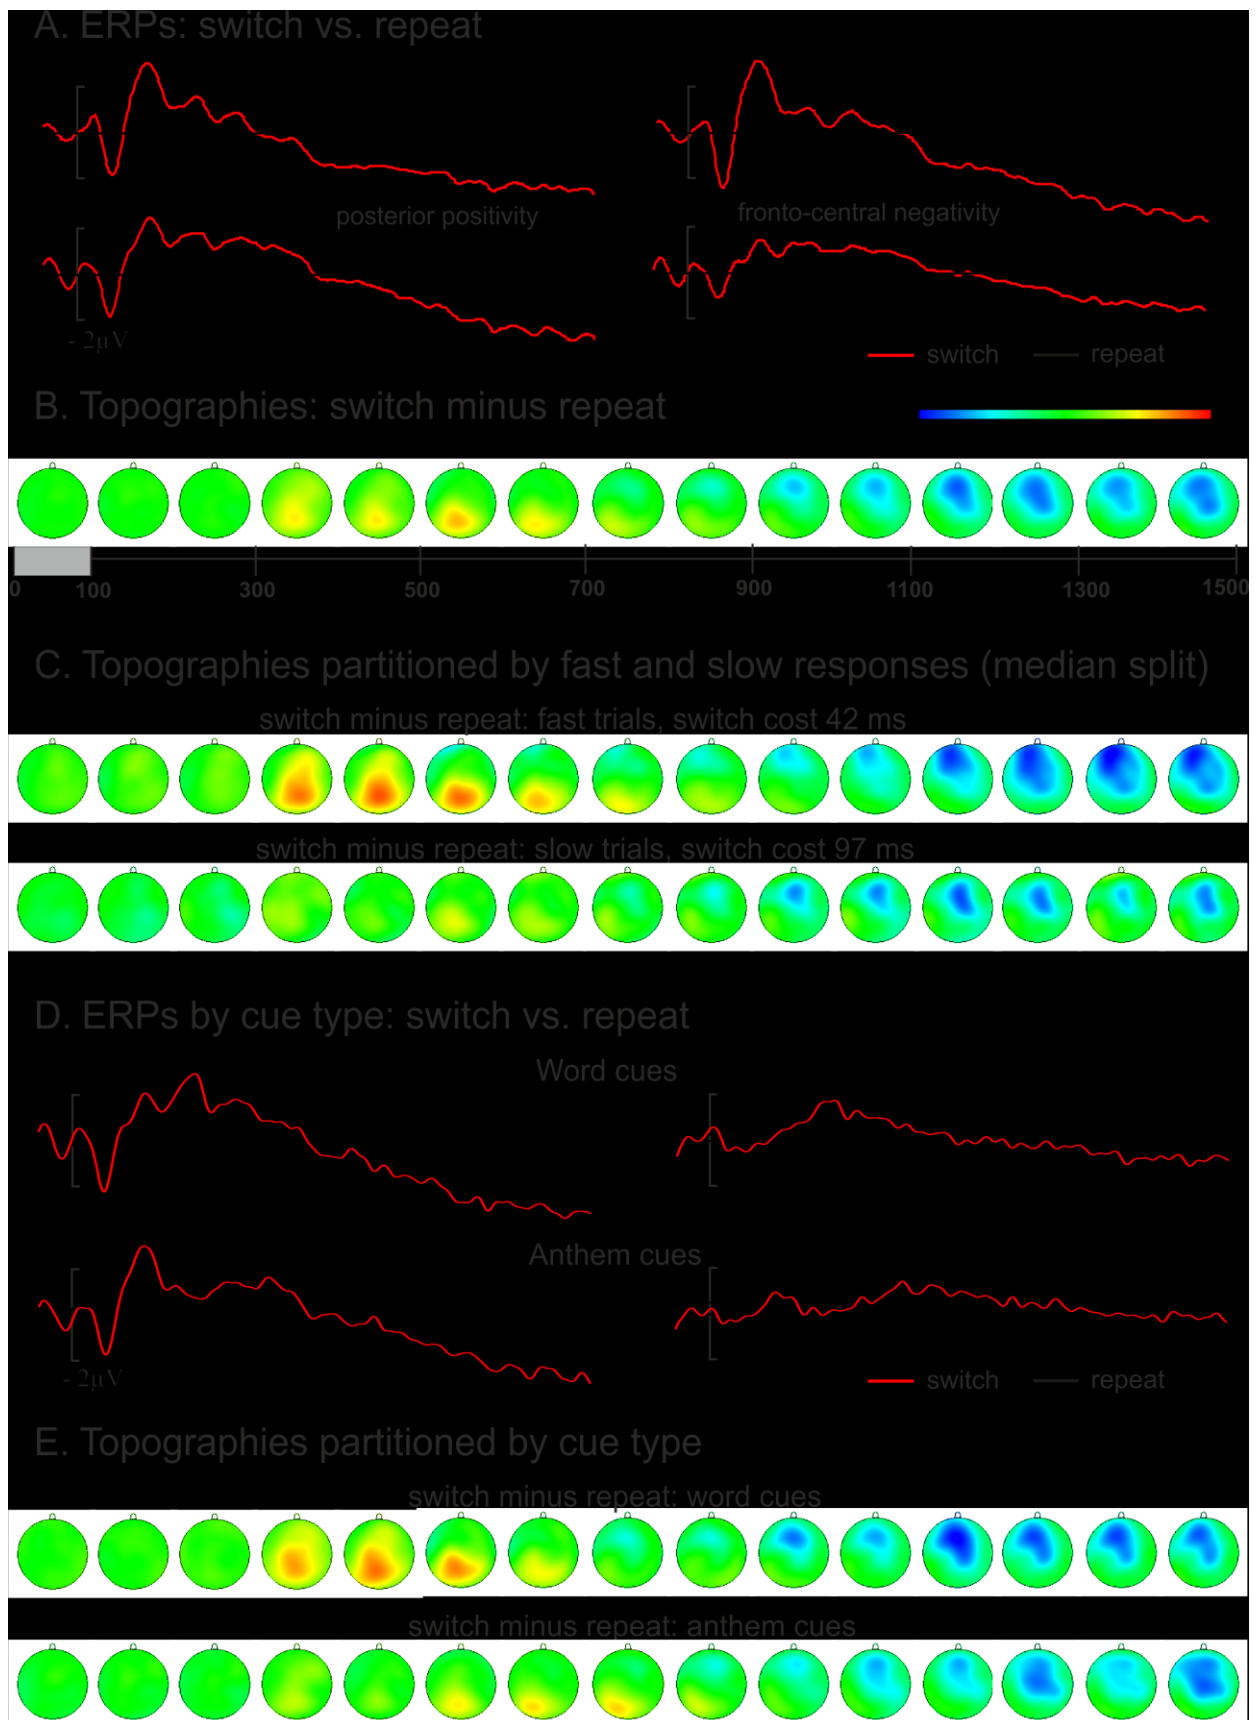 A. ERPs: switch vs. repeat
posterior positivity
fronto-central negativity
- 2µV
switch
repeat
B. Topographies: switch minus repeat
0 100 300 500 700 900 1100 1300 1500
C. Topographies partitioned by fast and slow responses (median split)
switch minus repeat: fast trials, switch cost 42 ms
switch minus repeat: slow trials, switch cost 97 ms
D. ERPs by cue type: switch vs. repeat
Word cues
Anthem cues
- 2µV
switch
repeat
E. Topographies partitioned by cue type
switch minus repeat: word cues
switch minus repeat: anthem cues